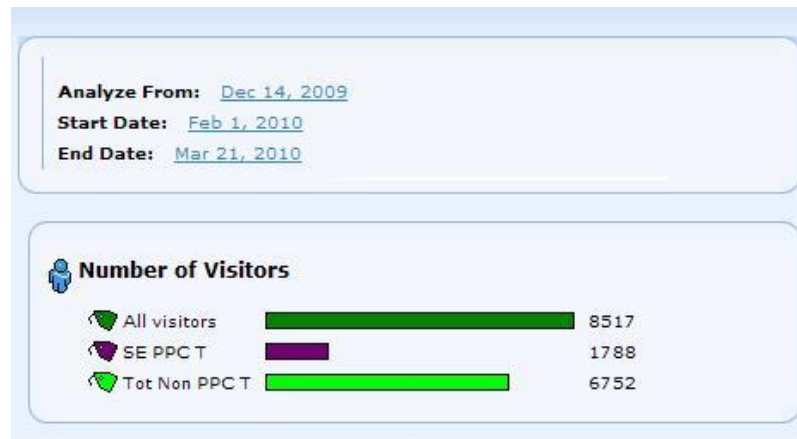 Analyze From: Dec 14, 2009
Start Date: Feb 1, 2010
End Date: Mar 21, 2010
Number of Visitors
All visitors 8517
SE PPC T 1788
Tot Non PPC T 6752